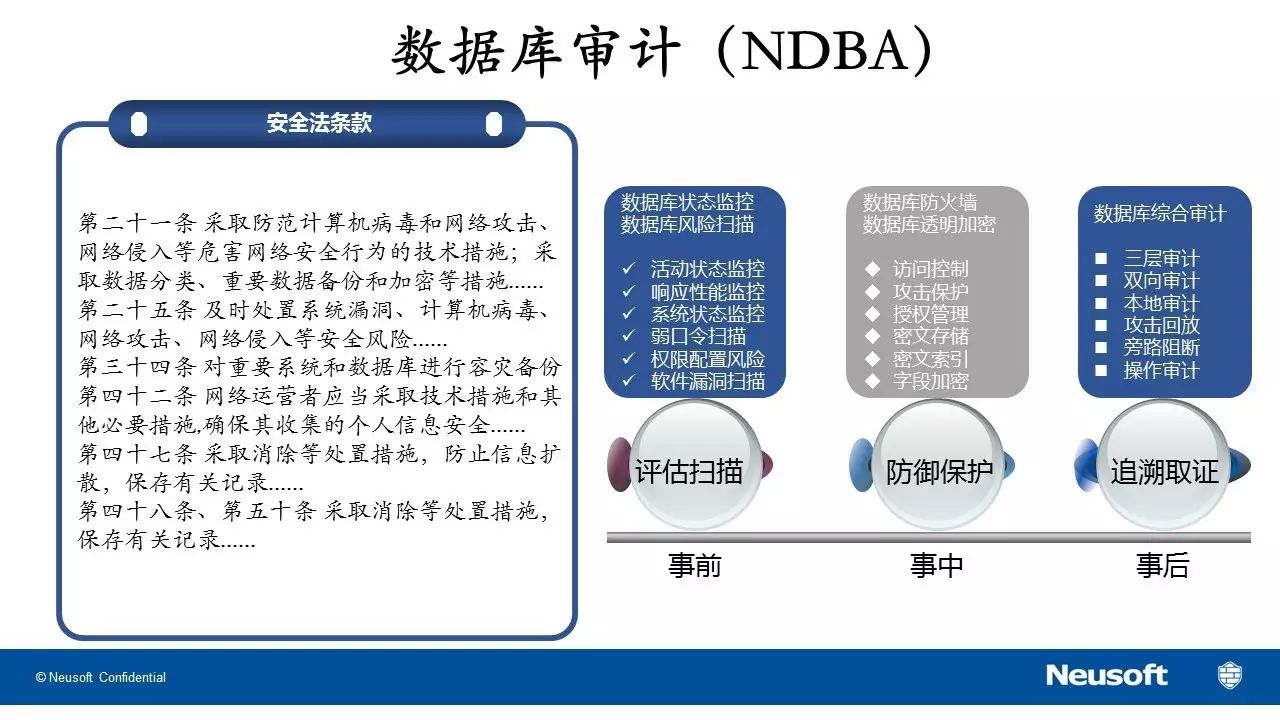 数据库审计（NDBA）
安全法条款
第二十一条 采取防范计算机病毒和网络攻击、
网络侵入等危害网络安全行为的技术措施；采
取数据分类、重要数据备份和加密等措施......
第二十五条 及时处置系统漏洞、计算机病毒、
网络攻击、网络侵入等安全风险......
第三十四条 对重要系统和数据库进行容灾备份
第四十二条 网络运营者应当采取技术措施和其
他必要措施,确保其收集的个人信息安全......
第四十七条 采取消除等处置措施，防止信息扩
散，保存有关记录......
第四十八条、第五十条 采取消除等处置措施，
保存有关记录......
数据库状态监控
数据库风险扫描
✓ 活动状态监控
✓ 响应性能监控
✓ 系统状态监控
✓ 弱口令扫描
✓ 权限配置风险
✓ 软件漏洞扫描
评估扫描
事前
数据库防火墙
数据库透明加密
◆ 访问控制
◆ 攻击保护
◆ 授权管理
◆ 密文存储
◆ 密文索引
◆ 字段加密
防御保护
事中
数据库综合审计
■ 三层审计
■ 双向审计
■ 本地审计
■ 攻击回放
■ 旁路阻断
■ 操作审计
追溯取证
事后
© Neusoft Confidential
Neusoft